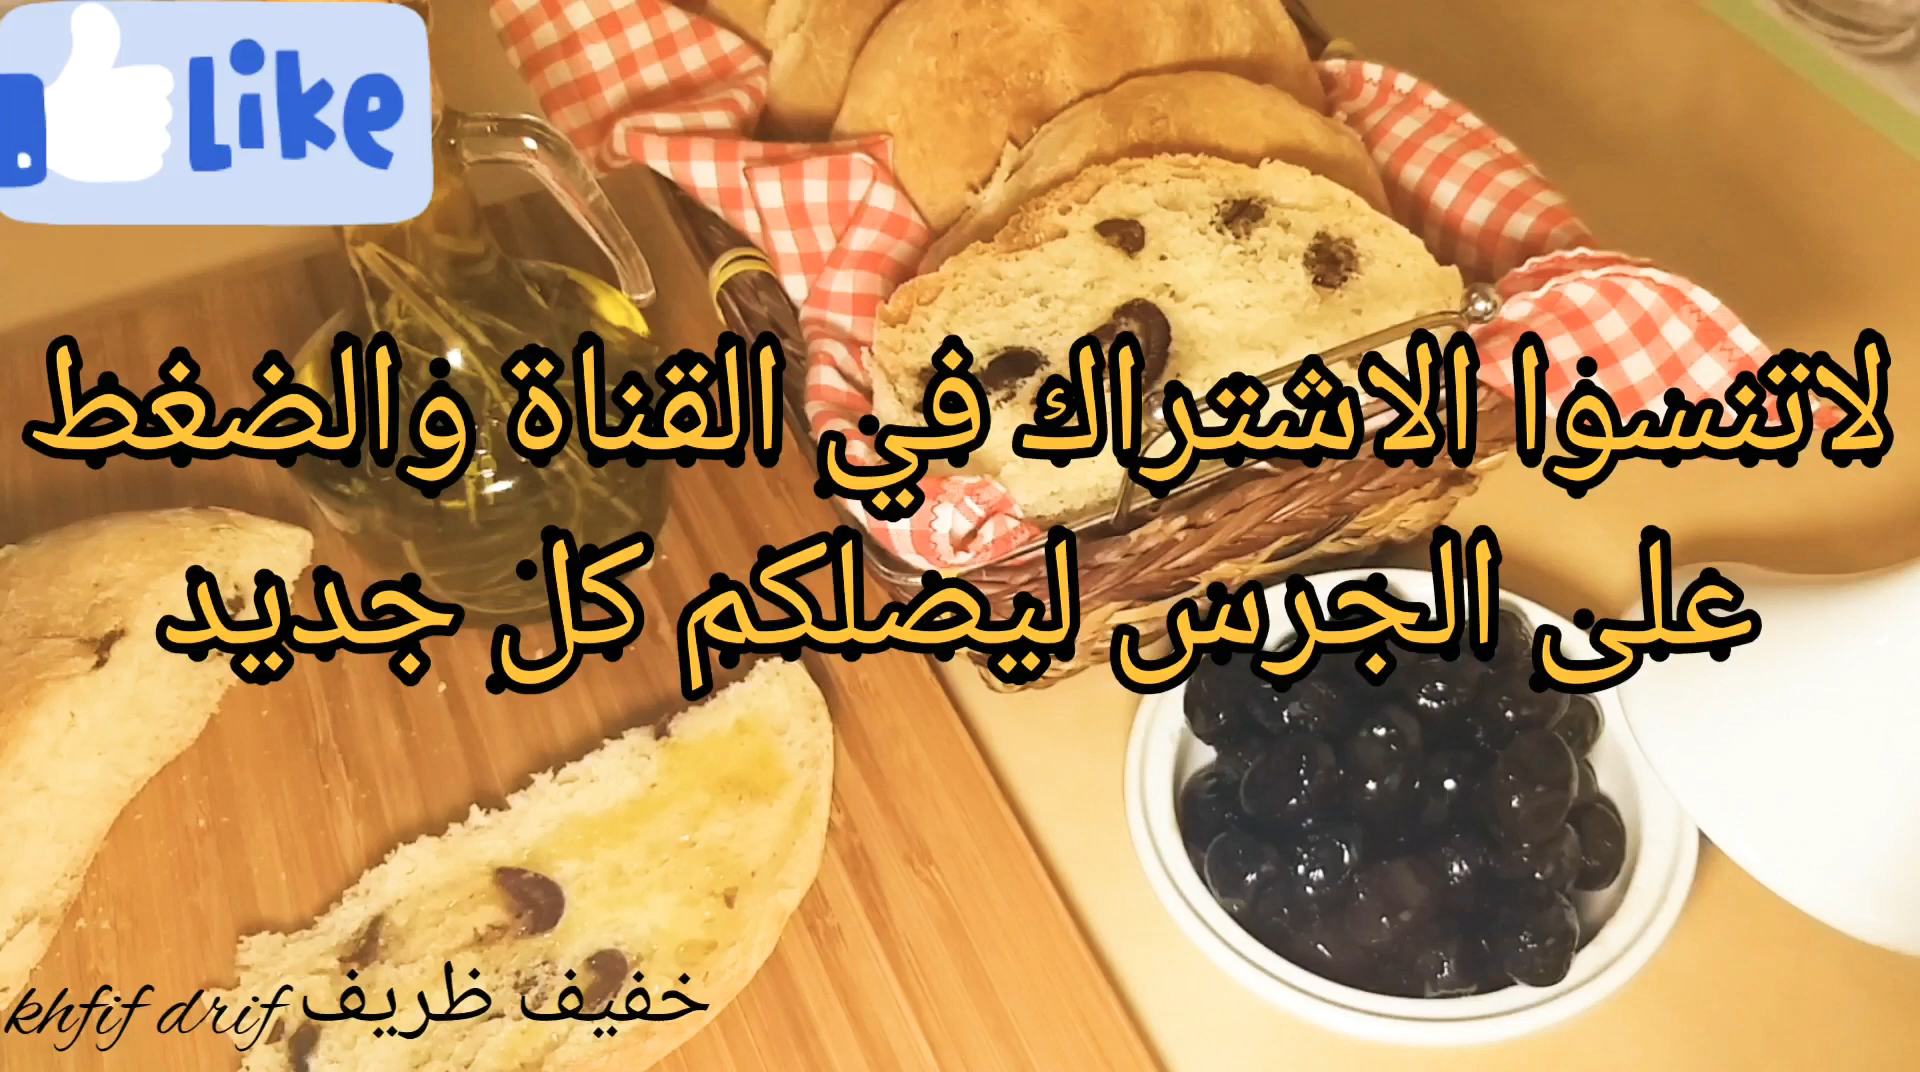 Like
لاتنسوا الاشتراك في القناة والضغط
على الجرس ليصلكم كل جديد
khfif drif خفيف ظريف